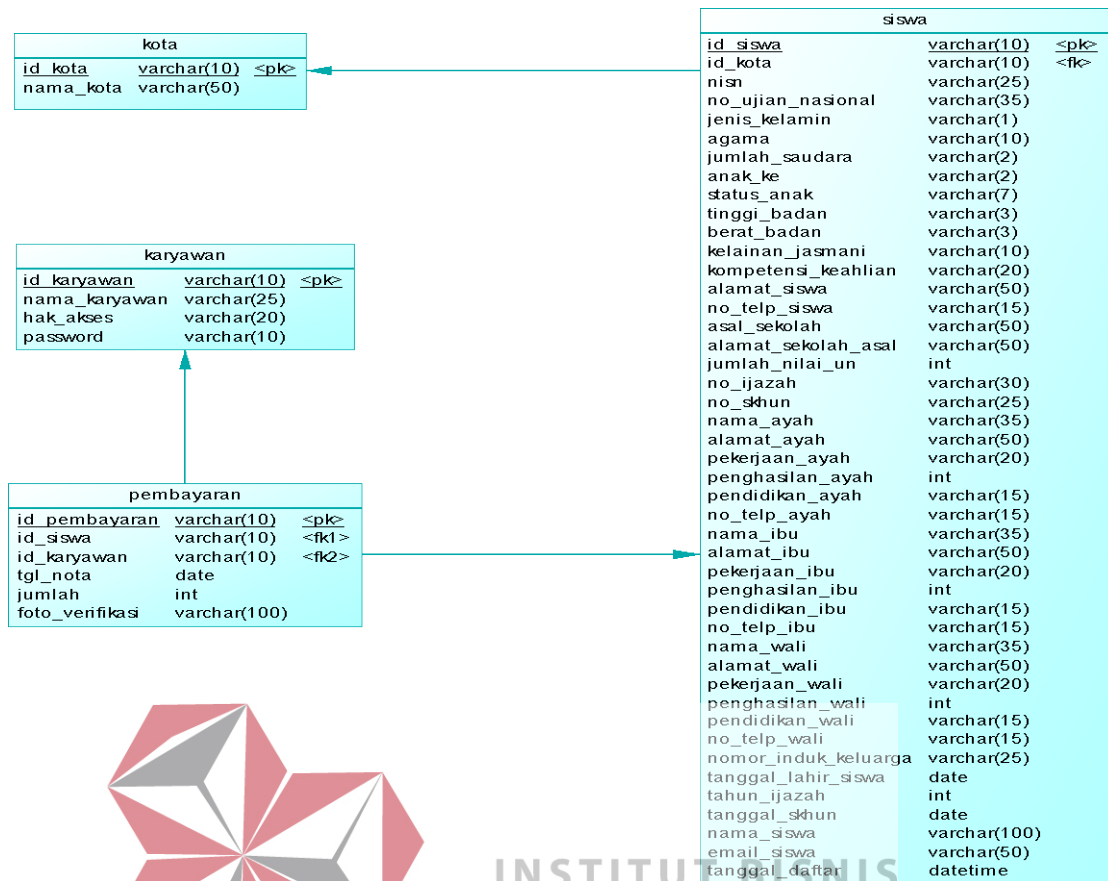 kota
id_kota varchar(10) <pk>
nama_kota varchar(50)
karyawan
id_karyawan varchar(10) <pk>
nama_karyawan varchar(25)
hak_akses varchar(20)
password varchar(10)
pembayaran
id_pembayaran varchar(10) <pk>
id_siswa varchar(10) <fk1>
id_karyawan varchar(10) <fk2>
tgl_nota date
jumlah int
foto_verifikasi varchar(100)
siswa
id_siswa varchar(10) <pk>
id_kota varchar(10) <fk>
nisn varchar(25)
no_ujian_nasional varchar(35)
jenis_kelamin varchar(1)
agama varchar(10)
jumlah_saudara varchar(2)
anak_ke varchar(2)
status_anak varchar(7)
tinggi_badan varchar(3)
berat_badan varchar(3)
kelainan_jasmani varchar(10)
kompetensi_keahlian varchar(20)
alamat_siswa varchar(50)
no_telp_siswa varchar(15)
asal_sekolah varchar(50)
alamat_sekolah_asal varchar(50)
jumlah_nilai_un int
no_ijazah varchar(30)
no_skhun varchar(25)
nama_ayah varchar(35)
alamat_ayah varchar(50)
pekerjaan_ayah varchar(20)
penghasilan_ayah int
pendidikan_ayah varchar(15)
no_telp_ayah varchar(15)
nama_ibu varchar(35)
alamat_ibu varchar(50)
pekerjaan_ibu varchar(20)
penghasilan_ibu int
pendidikan_ibu varchar(15)
no_telp_ibu varchar(15)
nama_wali varchar(35)
alamat_wali varchar(50)
pekerjaan_wali varchar(20)
penghasilan_wali int
pendidikan_wali varchar(15)
no_telp_wali varchar(15)
nomor_induk_keluarga varchar(25)
tanggal_lahir_siswa date
tahun_ijazah int
tanggal_skhun date
nama_siswa varchar(100)
email_siswa varchar(50)
tanggal_daftar datetime
INSTITUT BISNIS